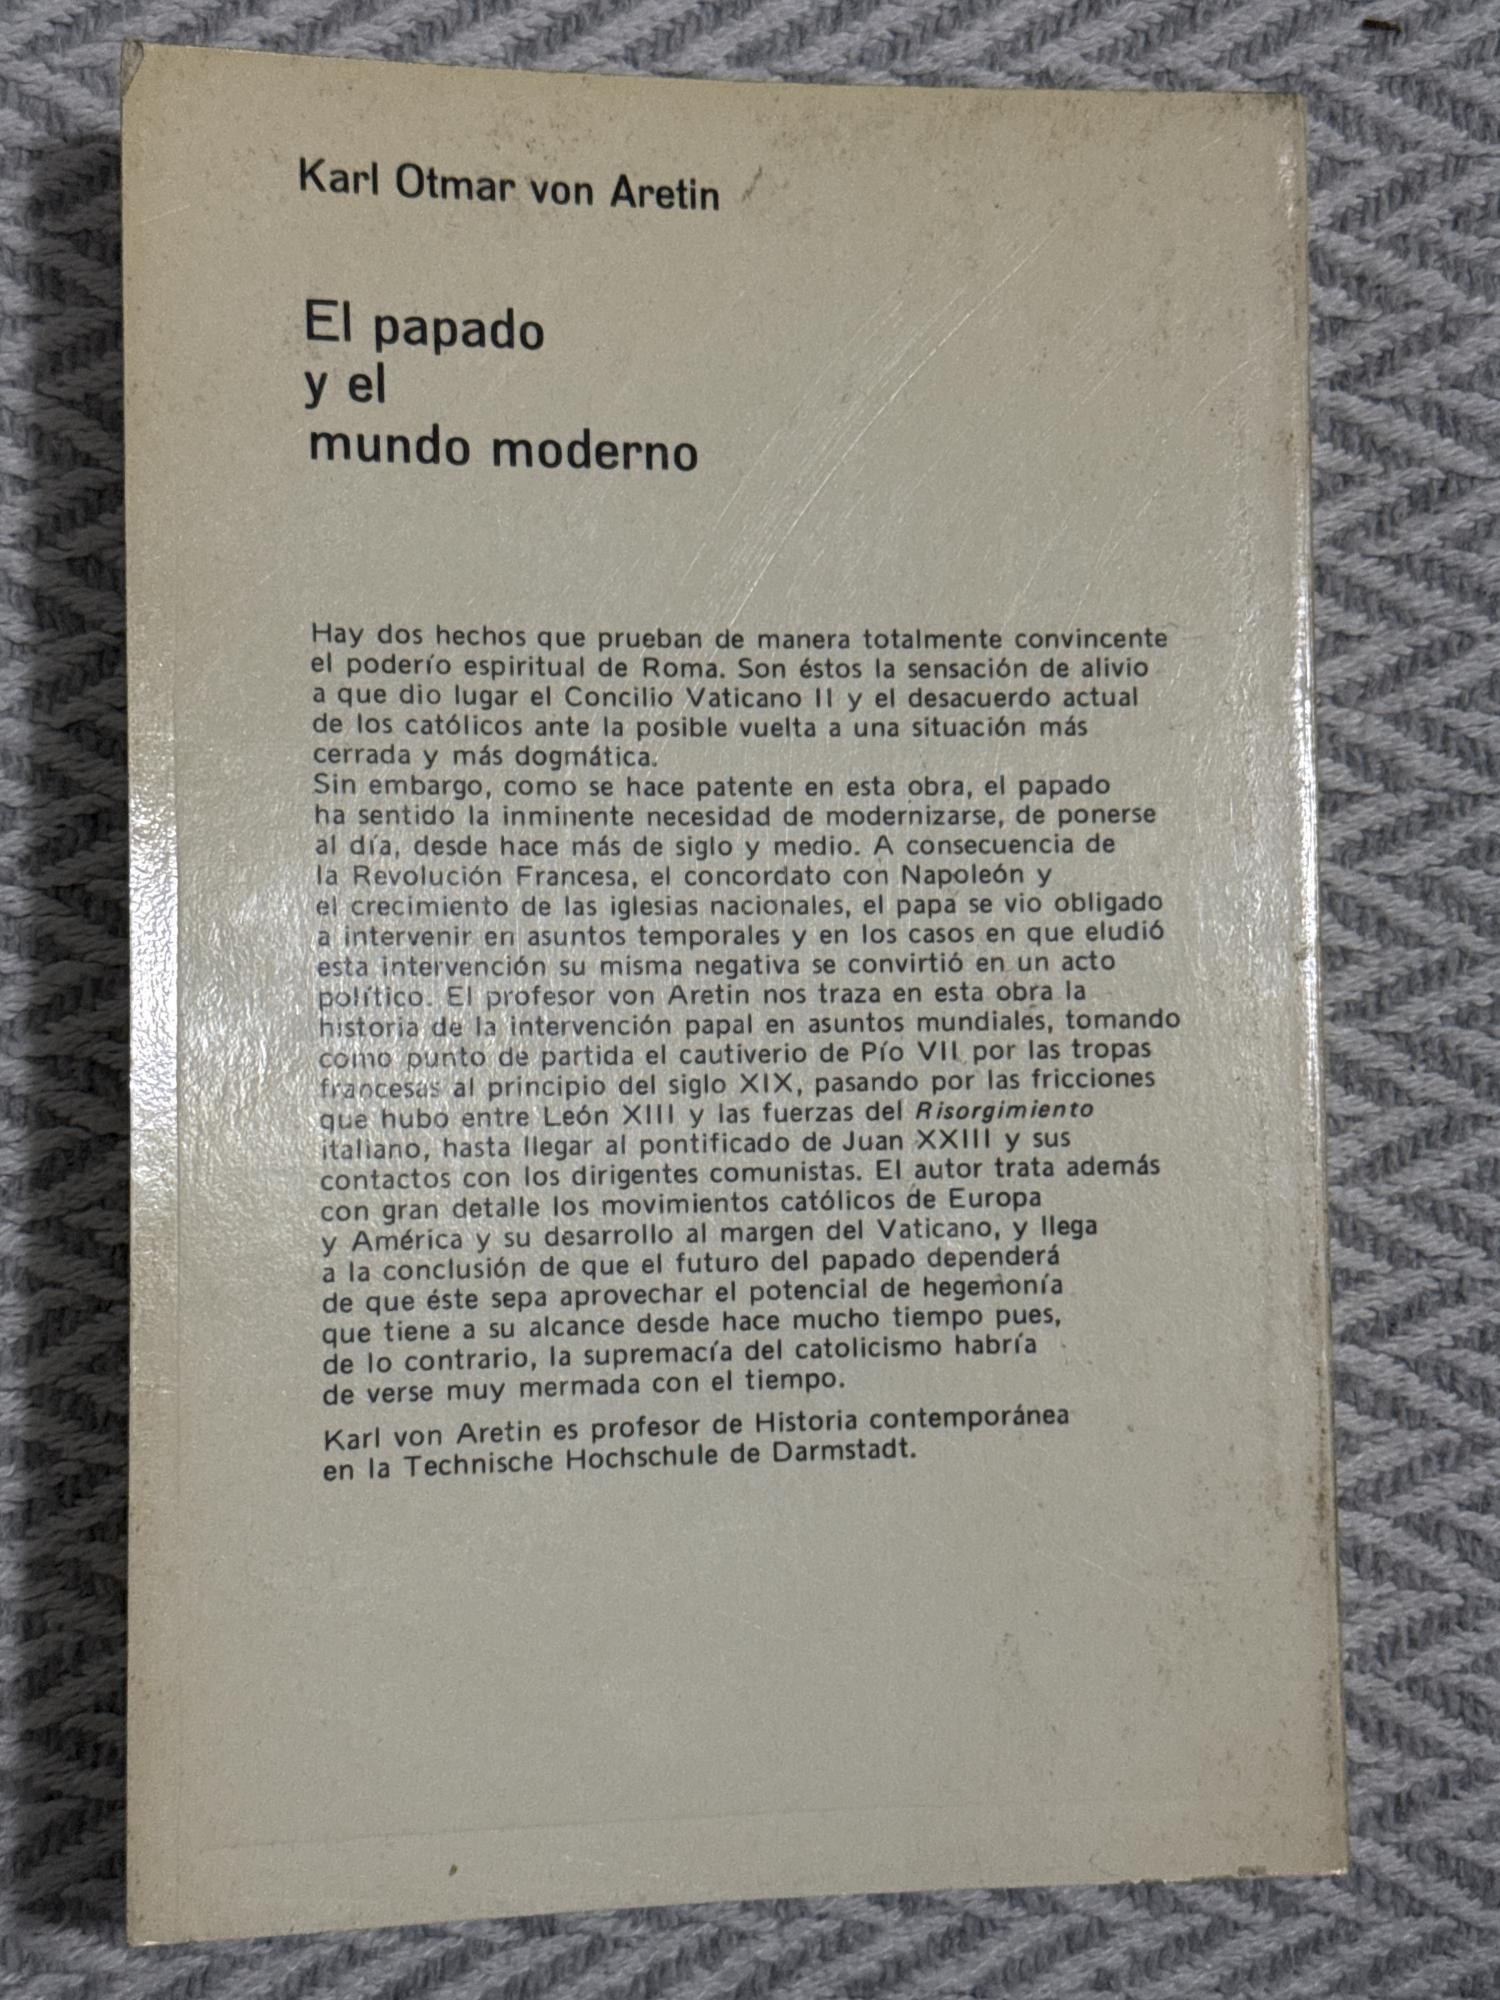 Karl Otmar von Aretin
El papado
y el
mundo moderno
Hay dos hechos que prueban de manera totalmente convincente
el poderío espiritual de Roma. Son éstos la sensación de alivio
a que dio lugar el Concilio Vaticano II y el desacuerdo actual
de los católicos ante la posible vuelta a una situación más
cerrada y más dogmática.
Sin embargo, como se hace patente en esta obra, el papado
ha sentido la inminente necesidad de modernizarse, de ponerse
al día, desde hace más de siglo y medio. A consecuencia de
la Revolución Francesa, el concordato con Napoleón y
el crecimiento de las iglesias nacionales, el papa se vio obligado
a intervenir en asuntos temporales y en los casos en que eludió
esta intervención su misma negativa se convirtió en un acto
político. El profesor von Aretin nos traza en esta obra la
historia de la intervención papal en asuntos mundiales, tomando
como punto de partida el cautiverio de Pío VII por las tropas
francesas al principio del siglo XIX, pasando por las fricciones
que hubo entre León XIII y las fuerzas del Risorgimiento
italiano, hasta llegar al pontificado de Juan XXIII y sus
contactos con los dirigentes comunistas. El autor trata además
con gran detalle los movimientos católicos de Europa
y América y su desarrollo al margen del Vaticano, y llega
a la conclusión de que el futuro del papado dependerá
de que éste sepa aprovechar el potencial de hegemonía
que tiene a su alcance desde hace mucho tiempo pues,
de lo contrario, la supremacía del catolicismo habría
de verse muy mermada con el tiempo.
Karl von Aretin es profesor de Historia contemporánea
en la Technische Hochschule de Darmstadt.